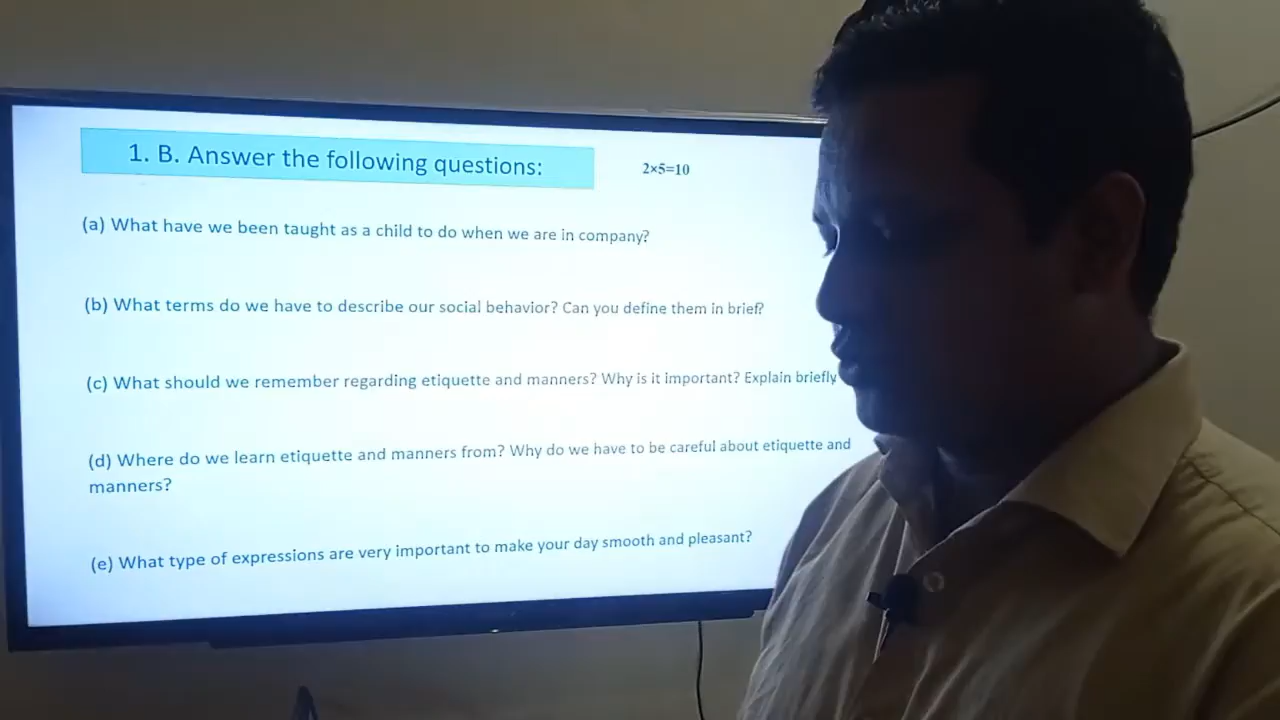 1. B. Answer the following questions:
2×5=10
(a) What have we been taught as a child to do when we are in company?
(b) What terms do we have to describe our social behavior? Can you define them in brief?
(c) What should we remember regarding etiquette and manners? Why is it important? Explain briefly
(d) Where do we learn etiquette and manners from? Why do we have to be careful about etiquette and
manners?
(e) What type of expressions are very important to make your day smooth and pleasant?